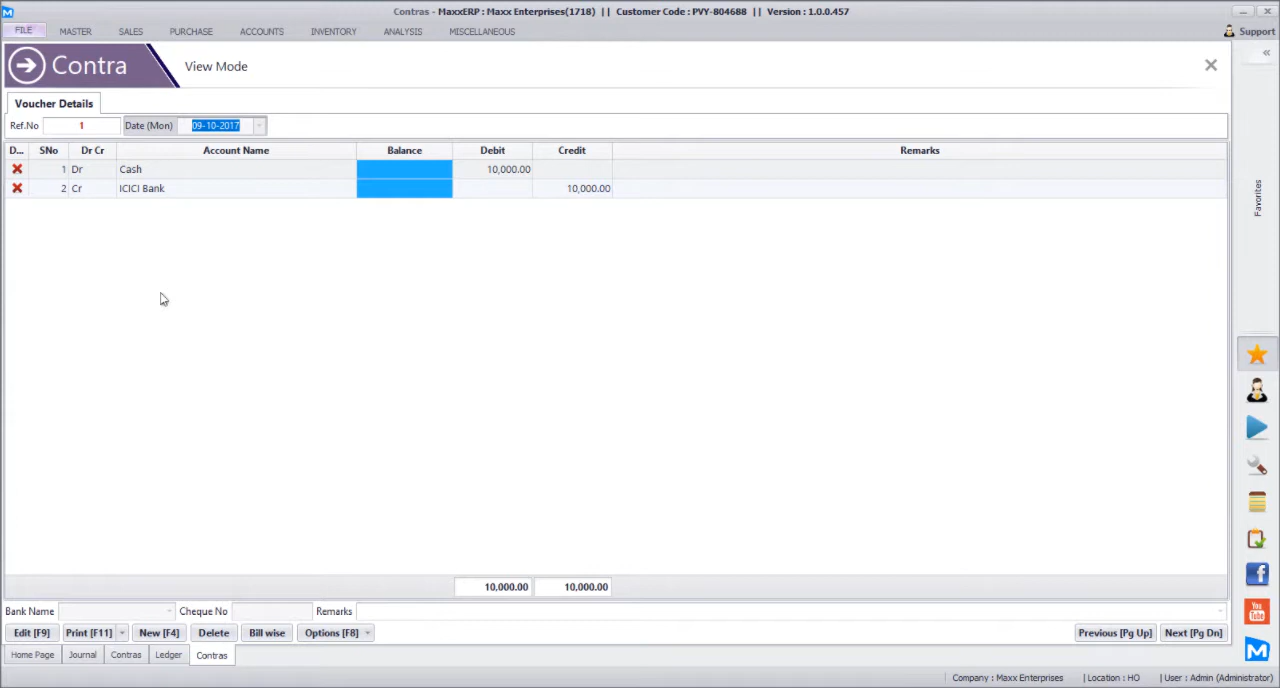 Contras - MaxxERP : Maxx Enterprises(1718) || Customer Code : PVY-804688 || Version : 1.0.0.457
FILE MASTER SALES PURCHASE ACCOUNTS INVENTORY ANALYSIS MISCELLANEOUS Support
Contra View Mode
Voucher Details
Ref.No 1 Date (Mon) 09-10-2017
D... SNo Dr Cr Account Name Balance Debit Credit Remarks
1 Dr Cash 10,000.00
2 Cr ICICI Bank 10,000.00
Favorites
10,000.00 10,000.00
Bank Name Cheque No Remarks
Edit [F9] Print [F11] New [F4] Delete Bill wise Options [F8] Previous [Pg Up] Next [Pg Dn]
Home Page Journal Contras Ledger Contras
Company : Maxx Enterprises | Location : HO | User : Admin (Administrator)
You
Tube